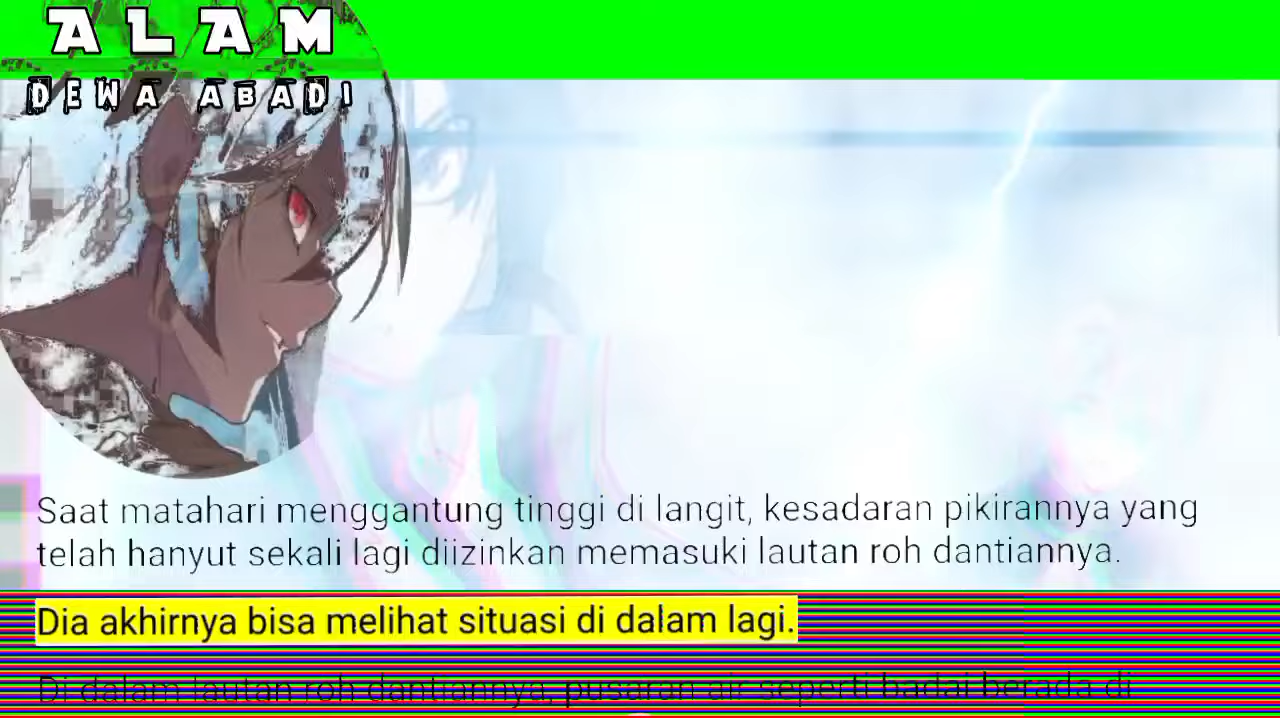 ALAM
DEWA ABADI
Saat matahari menggantung tinggi di langit, kesadaran pikirannya yang
telah hanyut sekali lagi diizinkan memasuki lautan roh dantiannya.
Dia akhirnya bisa melihat situasi di dalam lagi.
Di dalam lautan roh dantiannya, pusaran air seperti badai berada di